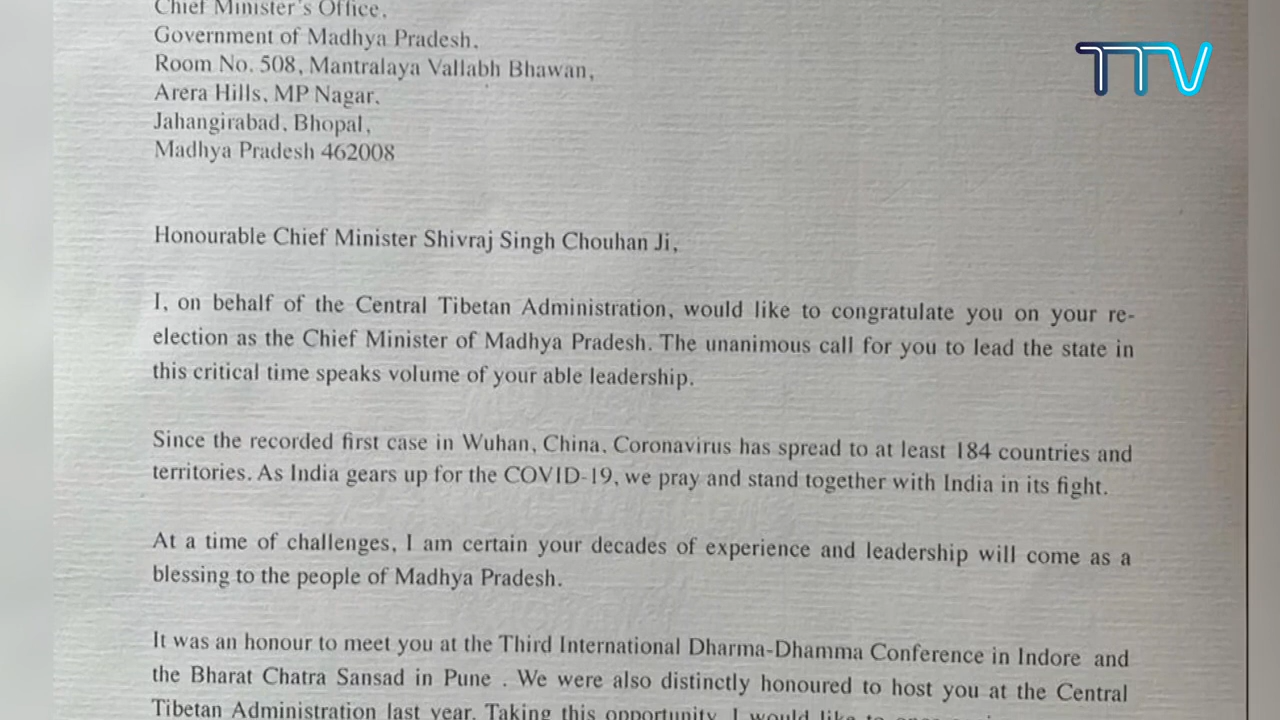 Chief Minister's Office,
Government of Madhya Pradesh,
Room No. 508, Mantralaya Vallabh Bhawan,
Arera Hills, MP Nagar,
Jahangirabad, Bhopal,
Madhya Pradesh 462008
TTV
Honourable Chief Minister Shivraj Singh Chouhan Ji,
I, on behalf of the Central Tibetan Administration, would like to congratulate you on your re-
election as the Chief Minister of Madhya Pradesh. The unanimous call for you to lead the state in
this critical time speaks volume of your able leadership.
Since the recorded first case in Wuhan, China, Coronavirus has spread to at least 184 countries and
territories. As India gears up for the COVID-19, we pray and stand together with India in its fight.
At a time of challenges, I am certain your decades of experience and leadership will come as a
blessing to the people of Madhya Pradesh.
It was an honour to meet you at the Third International Dharma-Dhamma Conference in Indore and
the Bharat Chatra Sansad in Pune . We were also distinctly honoured to host you at the Central
Tibetan Administration last year. Taking this opportunity, I would like to